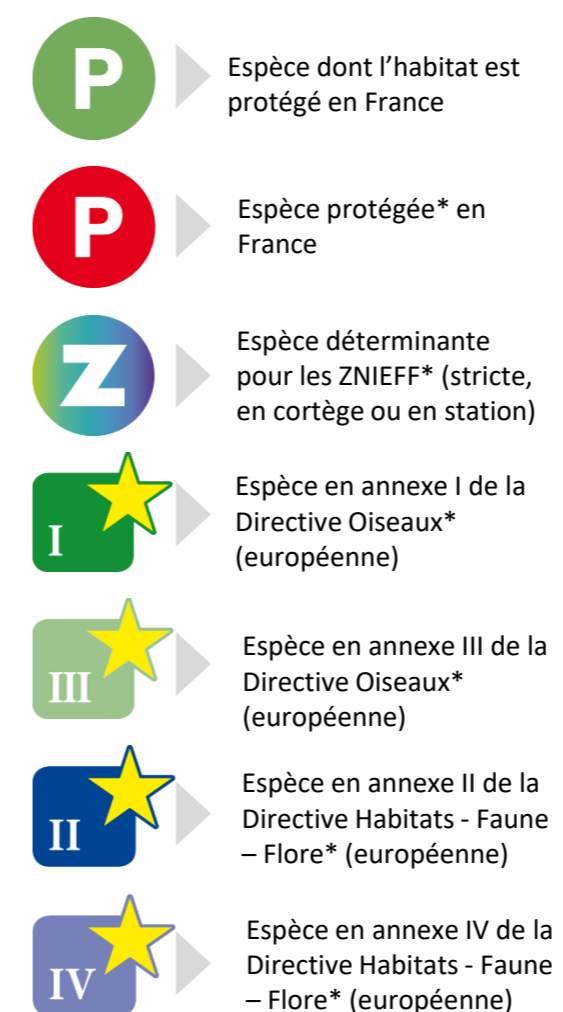 P
Espèce dont l’habitat est
protégé en France
P
Espèce protégée* en
France
Z
Espèce déterminante
pour les ZNIEFF* (stricte,
en cortège ou en station)
I
Espèce en annexe I de la
Directive Oiseaux*
(européenne)
III
Espèce en annexe III de la
Directive Oiseaux*
(européenne)
II
Espèce en annexe II de la
Directive Habitats - Faune
– Flore* (européenne)
IV
Espèce en annexe IV de la
Directive Habitats - Faune
– Flore* (européenne)